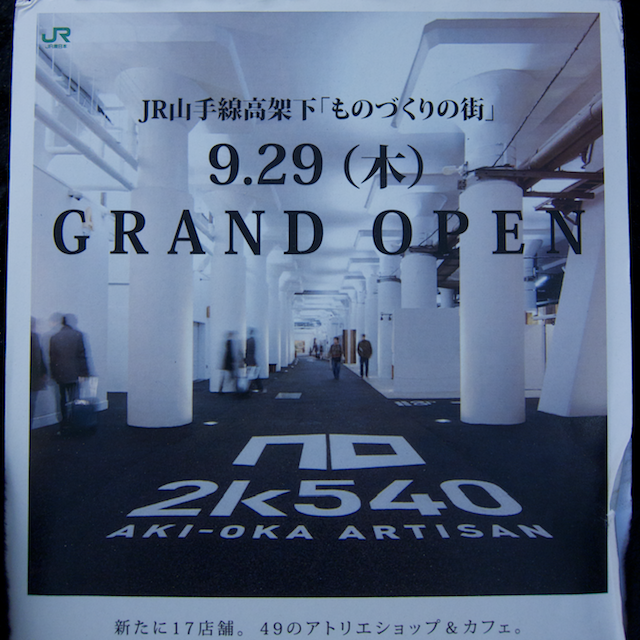 JR
JR東日本
JR山手線高架下「ものづくりの街」
9.29（木）
GRAND OPEN
2k540
AKI-OKA ARTISAN
新たに17店舗。49のアトリエショップ＆カフェ。